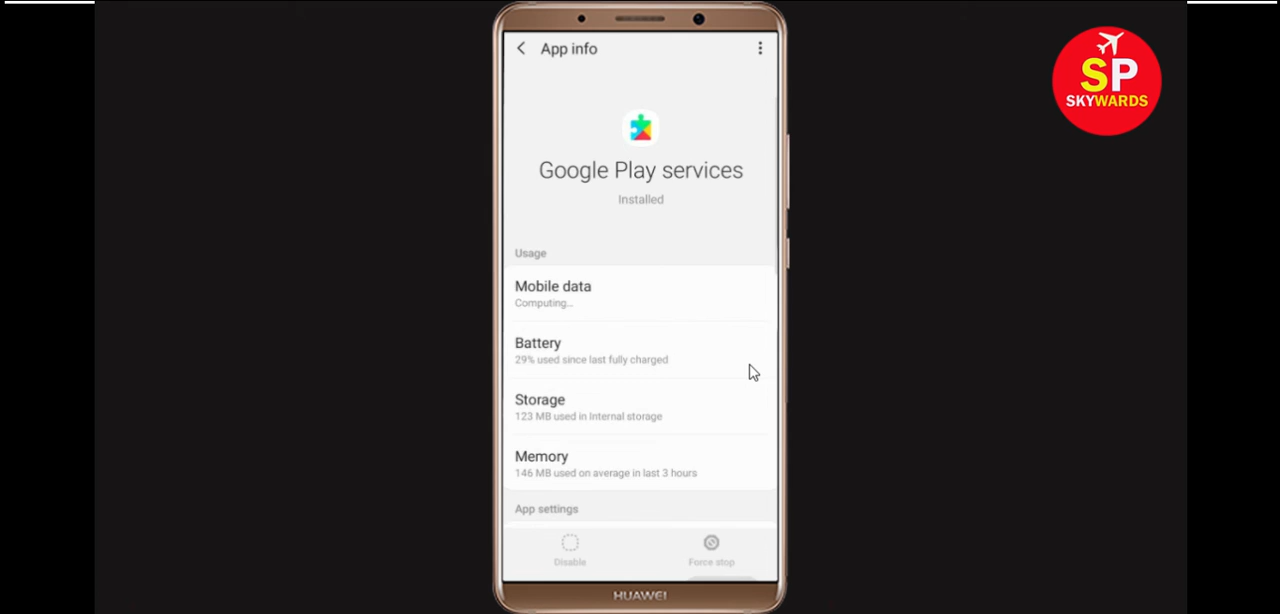 App info
SP
SKYWARDS
Google Play services
Installed
Usage
Mobile data
Computing...
Battery
29% used since last fully charged
Storage
123 MB used in Internal storage
Memory
146 MB used on average in last 3 hours
App settings
Disable
Force stop
HUAWEI